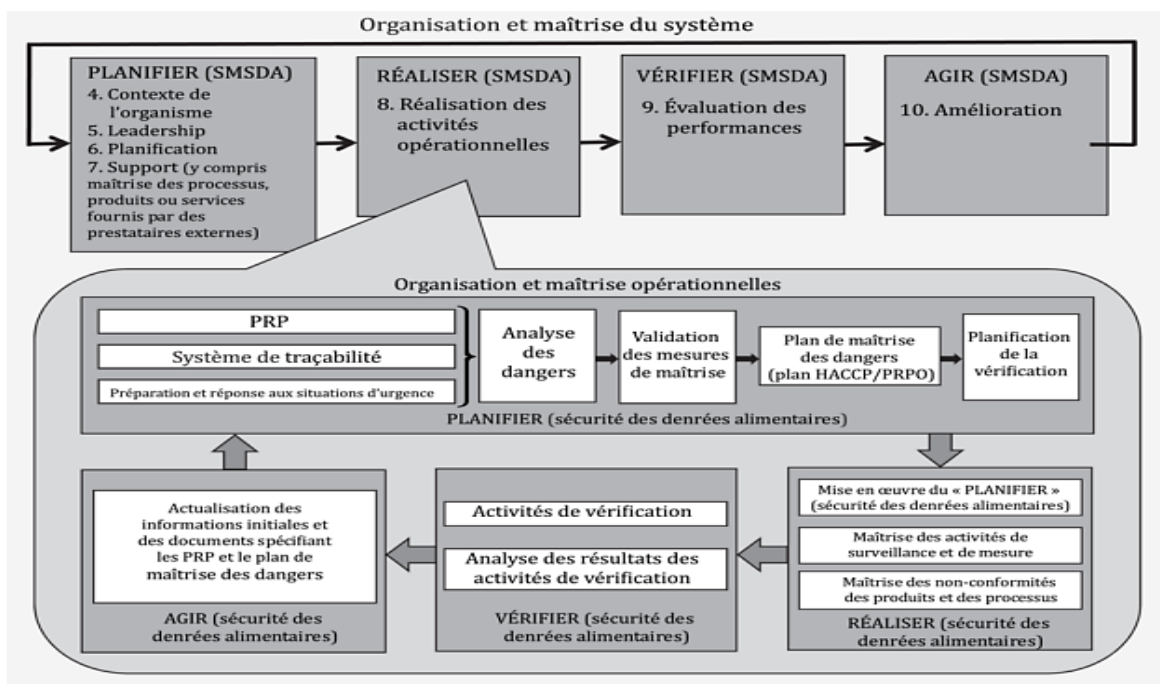 Organisation et maîtrise du système
PLANIFIER (SMSDA)
4. Contexte de
l'organisme
5. Leadership
6. Planification
7. Support (y compris
maîtrise des processus,
produits ou services
fournis par des
prestataires externes)
RÉALISER (SMSDA)
8. Réalisation des
activités
opérationnelles
VÉRIFIER (SMSDA)
9. Évaluation des
performances
AGIR (SMSDA)
10. Amélioration
Organisation et maîtrise opérationnelles
PRP
Système de traçabilité
Préparation et réponse aux situations d'urgence
Analyse
des
dangers
Validation
des mesures
de maîtrise
Plan de maîtrise
des dangers
(plan HACCP/PRPO)
Planification
de la
vérification
PLANIFIER (sécurité des denrées alimentaires)
Actualisation des
informations initiales et
des documents spécifiant
les PRP et le plan de
maîtrise des dangers
AGIR (sécurité des
denrées alimentaires)
Activités de vérification
Analyse des résultats des
activités de vérification
VÉRIFIER (sécurité des
denrées alimentaires)
Mise en œuvre du « PLANIFIER »
(sécurité des denrées alimentaires)
Maîtrise des activités de
surveillance et de mesure
Maîtrise des non-conformités
des produits et des processus
RÉALISER (sécurité des
denrées alimentaires)